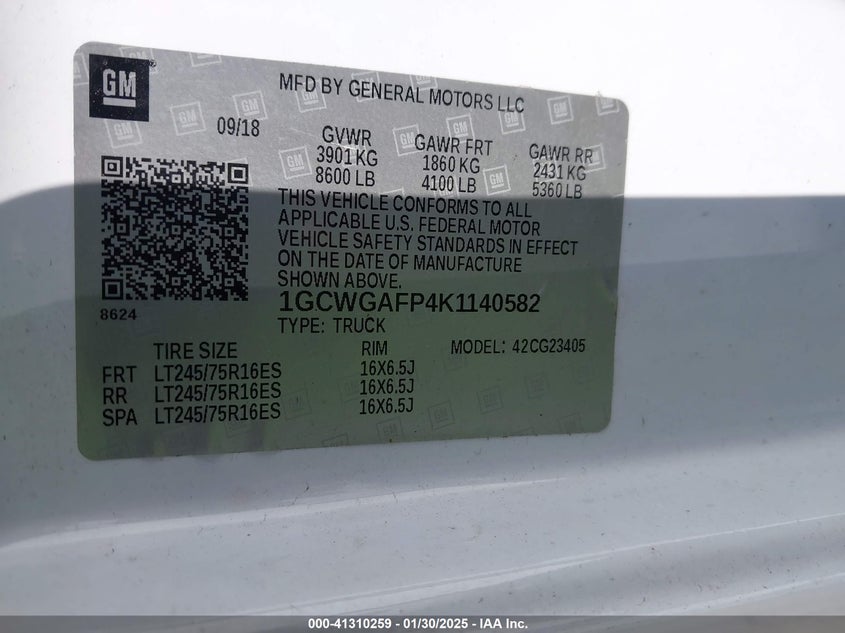 GM
MFD BY GENERAL MOTORS LLC
09/18
GVWR GAWR FRT GAWR RR
3901 KG 1860 KG 2431 KG
8600 LB 4100 LB 5360 LB
THIS VEHICLE CONFORMS TO ALL
APPLICABLE U.S. FEDERAL MOTOR
VEHICLE SAFETY STANDARDS IN EFFECT
ON THE DATE OF MANUFACTURE
SHOWN ABOVE.
8624
1GCWGAFP4K1140582
TYPE: TRUCK
TIRE SIZE RIM MODEL: 42CG23405
FRT LT245/75R16ES 16X6.5J
RR LT245/75R16ES 16X6.5J
SPA LT245/75R16ES 16X6.5J
000-41310259 - 01/30/2025 - IAA Inc.